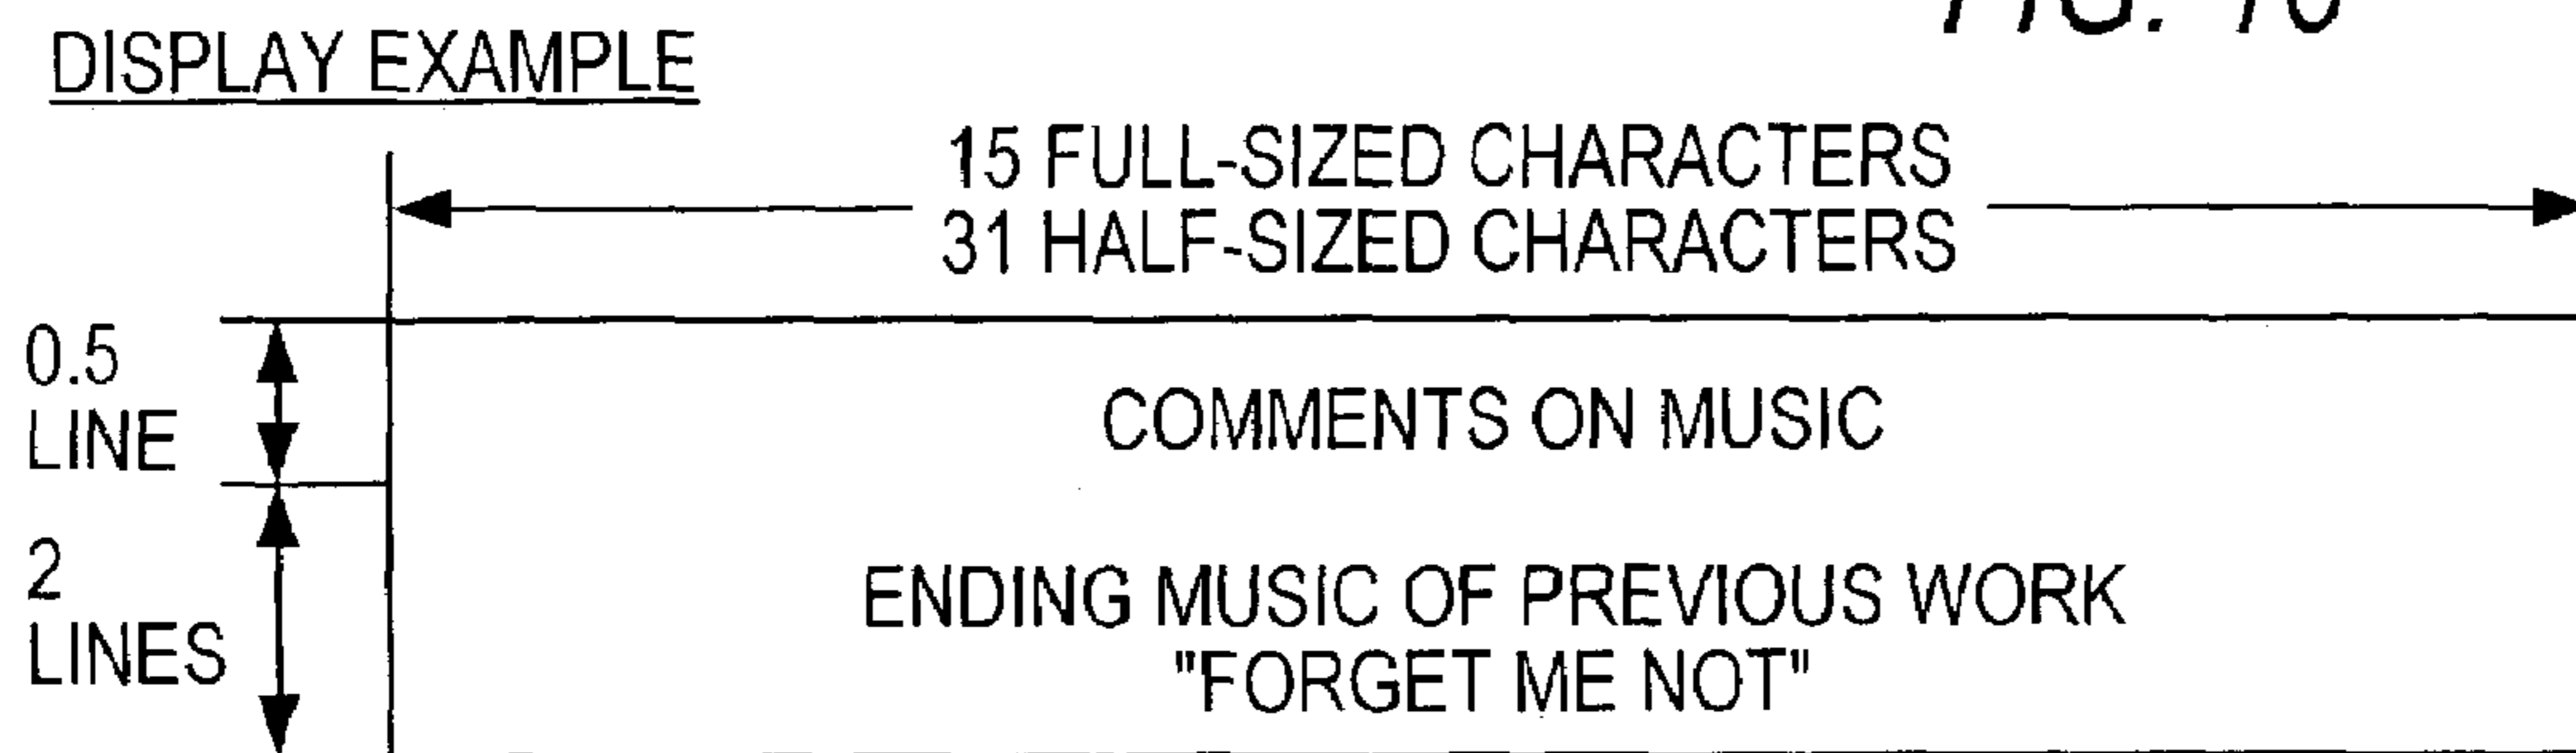 DISPLAY EXAMPLE
15 FULL-SIZED CHARACTERS
31 HALF-SIZED CHARACTERS
0.5
LINE
COMMENTS ON MUSIC
2
LINES
ENDING MUSIC OF PREVIOUS WORK
"FORGET ME NOT"